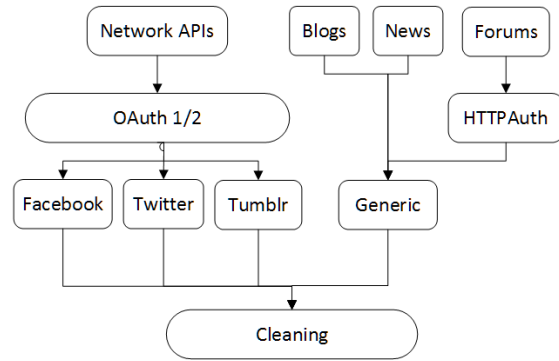 Network APIs
Blogs
News
Forums
OAuth 1/2
HTTPAuth
Facebook
Twitter
Tumblr
Generic
Cleaning